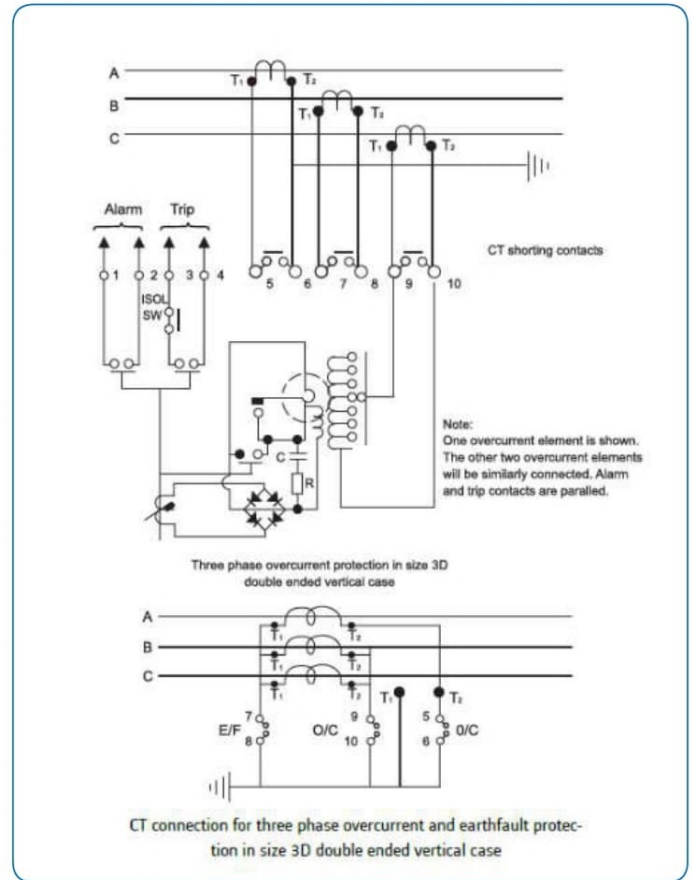 A
T₁ T₂
B
T₁ T₂
C
T₁ T₂
Alarm Trip
CT shorting contacts
1 2 3 4 5 6 7 8 9 10
ISOL
SW
Note:
One overcurrent element is shown.
The other two overcurrent elements
will be similarly connected. Alarm
and trip contacts are paralled.
C
R
Three phase overcurrent protection in size 3D
double ended vertical case
A
T₁ T₂
B
T₁ T₂
C
T₁ T₂ T₁ T₂
7 9 5
E/F O/C 0/C
8 10 6
CT connection for three phase overcurrent and earthfault protec-
tion in size 3D double ended vertical case